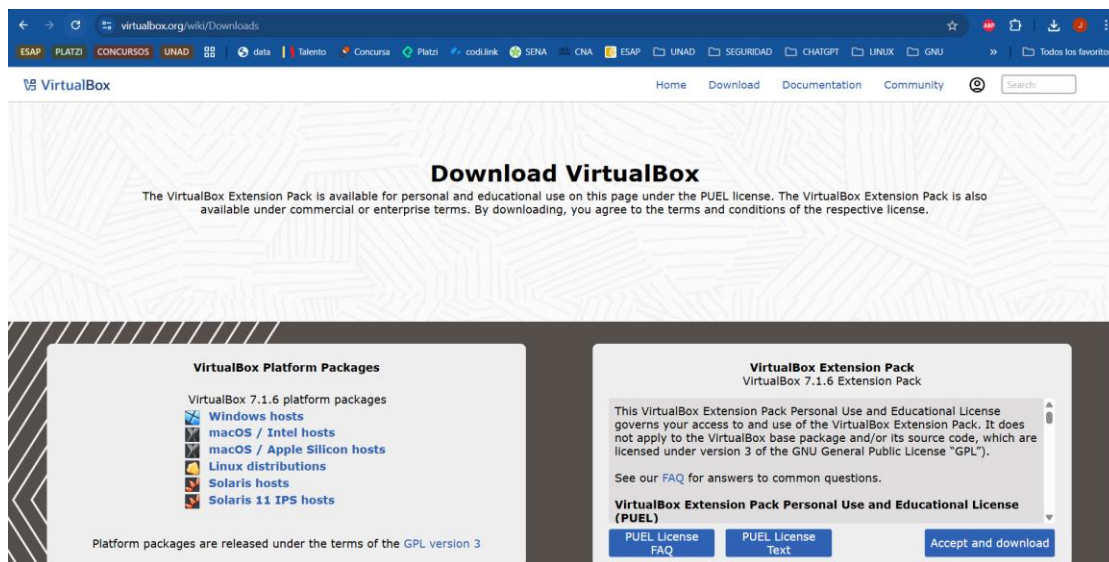 virtualbox.org/wiki/Downloads
ESAP PLATZI CONCURSOS UNAD data Talento Concursa Platzi codi.link SENA CNA ESAP UNAD SEGURIDAD CHATGPT LINUX GNU » Todos los favoritos
VirtualBox Home Download Documentation Community Search:
Download VirtualBox
The VirtualBox Extension Pack is available for personal and educational use on this page under the PUEL license. The VirtualBox Extension Pack is also
available under commercial or enterprise terms. By downloading, you agree to the terms and conditions of the respective license.
VirtualBox Platform Packages
VirtualBox 7.1.6 platform packages
Windows hosts
macOS / Intel hosts
macOS / Apple Silicon hosts
Linux distributions
Solaris hosts
Solaris 11 IPS hosts
Platform packages are released under the terms of the GPL version 3
VirtualBox Extension Pack
VirtualBox 7.1.6 Extension Pack
This VirtualBox Extension Pack Personal Use and Educational License
governs your access to and use of the VirtualBox Extension Pack. It does
not apply to the VirtualBox base package and/or its source code, which are
licensed under version 3 of the GNU General Public License “GPL”).
See our FAQ for answers to common questions.
VirtualBox Extension Pack Personal Use and Educational License
(PUEL)
PUEL License
FAQ
PUEL License
Text
Accept and download